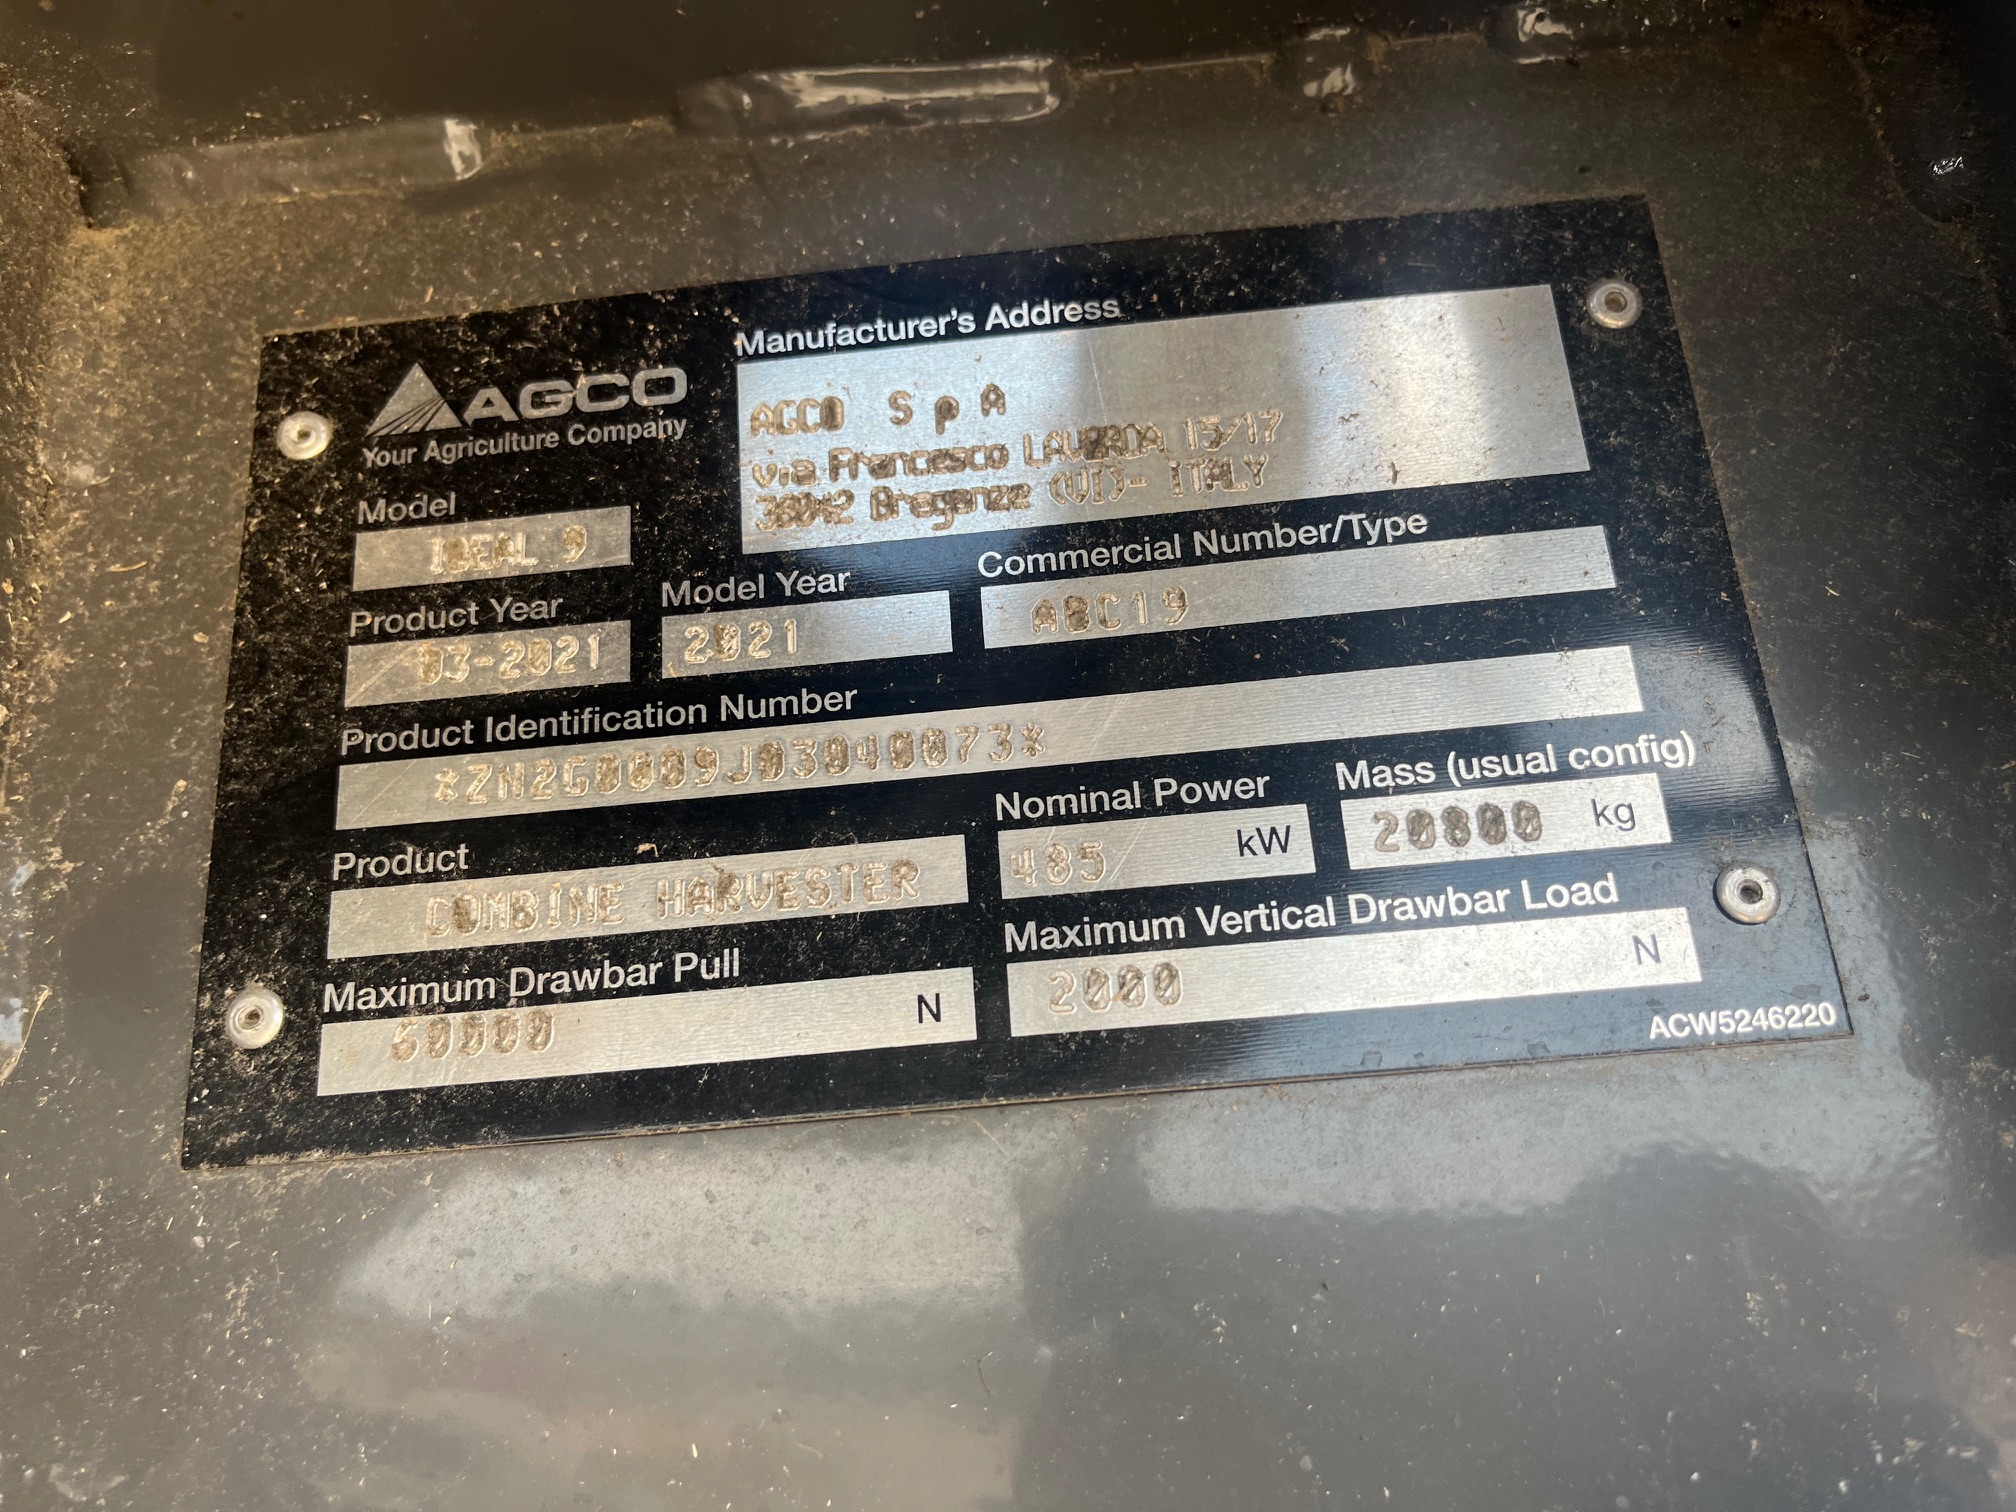 AGCO
Your Agriculture Company
Manufacturer's Address
AGCO S p A
via Francesco LAVERDA 15/17
36042 Breganze (VI)- ITALY
Model
IDEAL 9
Product Year
03-2021
Model Year
2021
Commercial Number/Type
ABC19
Product Identification Number
*ZN2G0009J03040073*
Product
COMBINE HARVESTER
Nominal Power
485 kW
Mass (usual config)
20800 kg
Maximum Drawbar Pull
60000 N
Maximum Vertical Drawbar Load
2000 N
ACW5246220